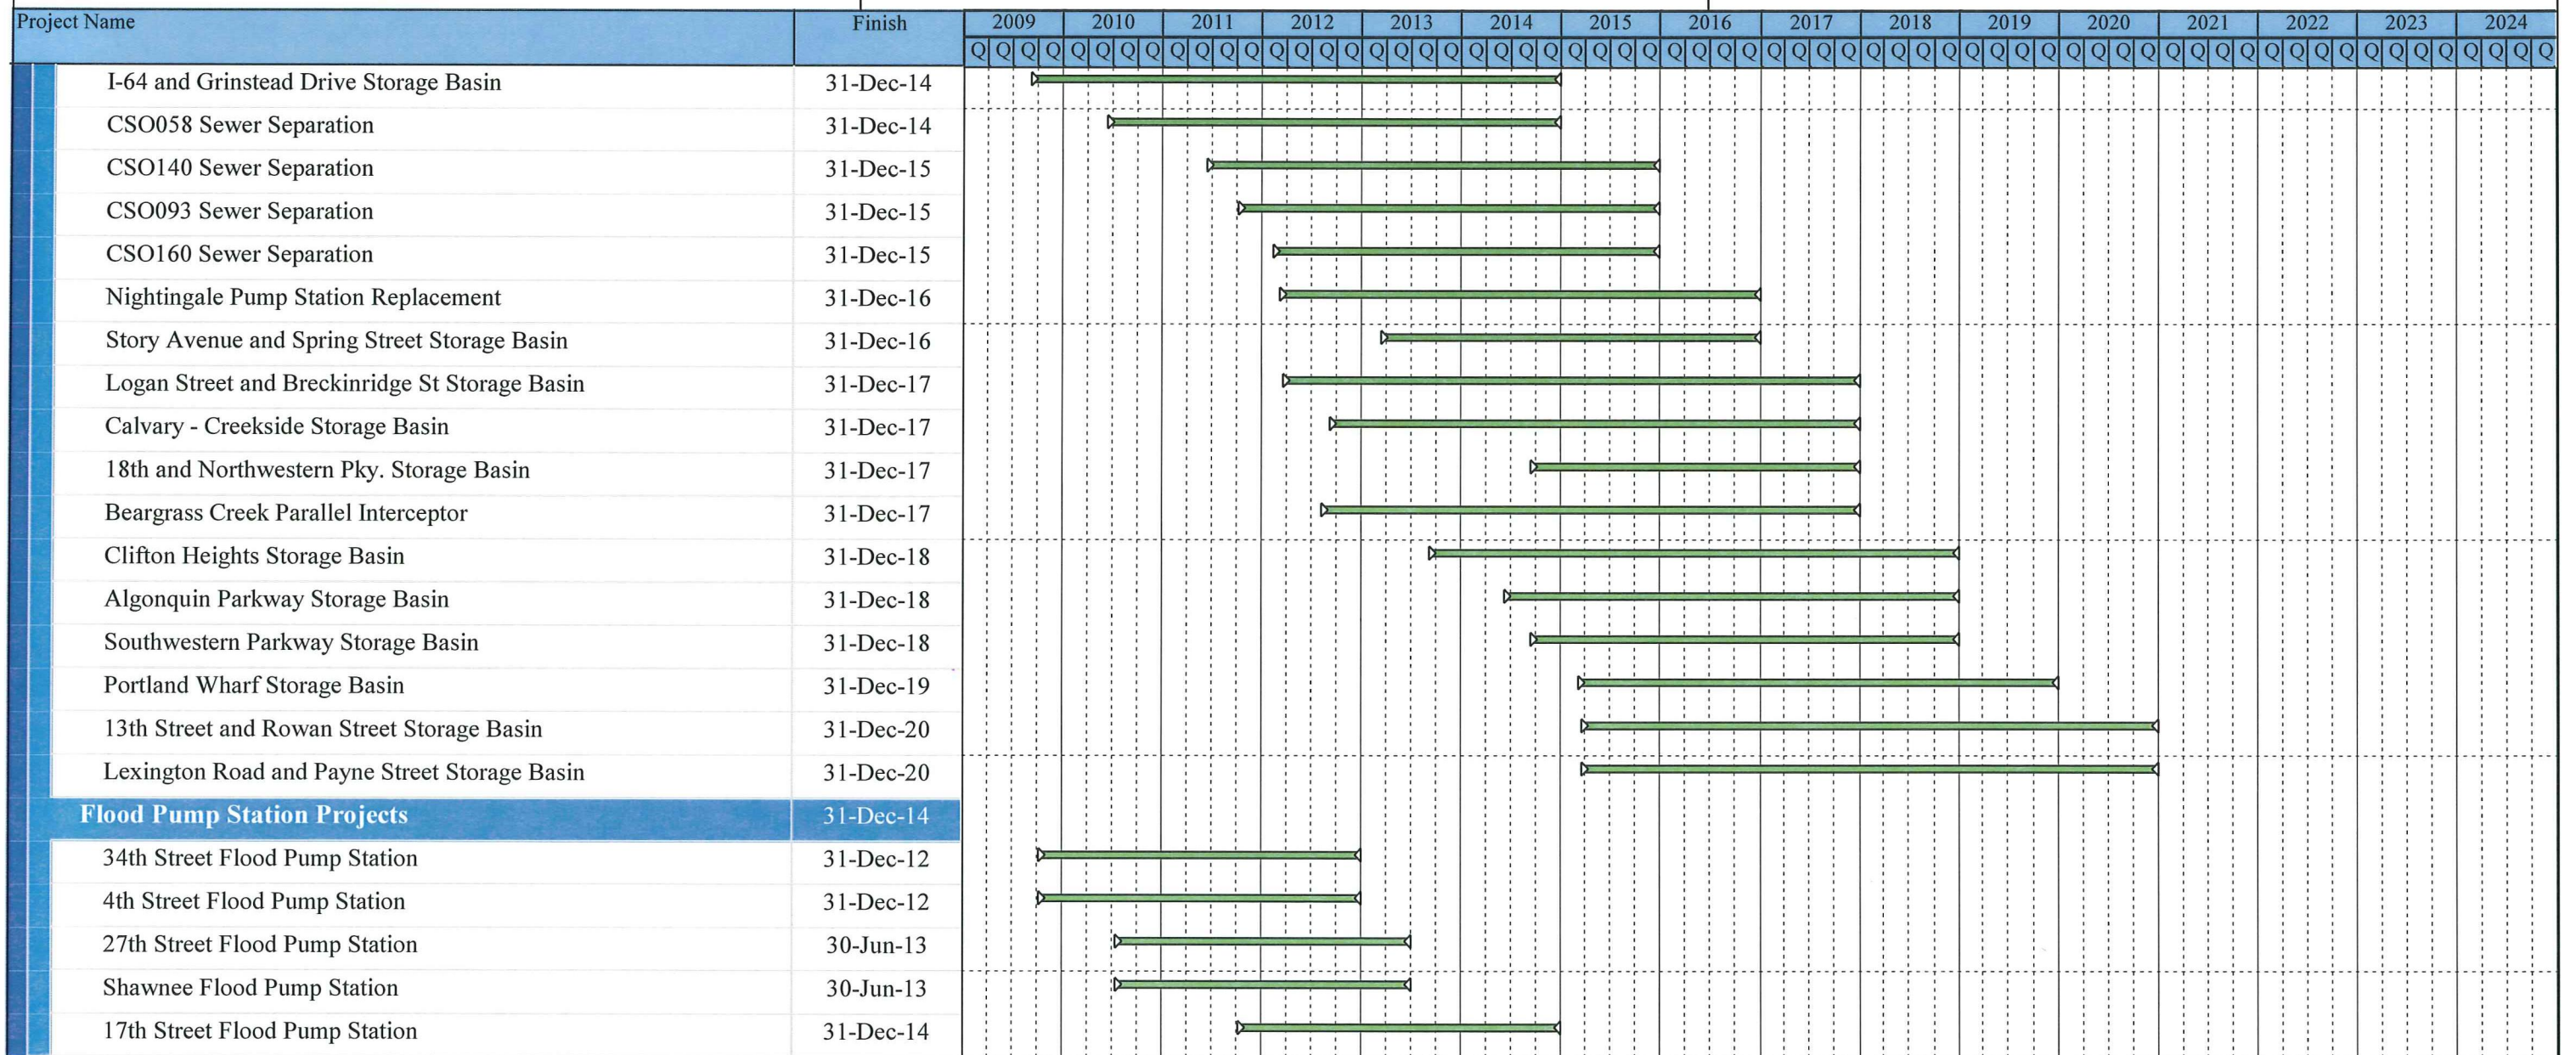 Project Name Finish 2009 2010 2011 2012 2013 2014 2015 2016 2017 2018 2019 2020 2021 2022 2023 2024
Q Q Q Q Q Q Q Q Q Q Q Q Q Q Q Q Q Q Q Q Q Q Q Q Q Q Q Q Q Q Q Q Q Q Q Q Q Q Q Q Q Q Q Q Q Q Q Q Q Q Q Q Q Q Q Q Q Q Q Q Q Q Q Q
I-64 and Grinstead Drive Storage Basin 31-Dec-14
CSO058 Sewer Separation 31-Dec-14
CSO140 Sewer Separation 31-Dec-15
CSO093 Sewer Separation 31-Dec-15
CSO160 Sewer Separation 31-Dec-15
Nightingale Pump Station Replacement 31-Dec-16
Story Avenue and Spring Street Storage Basin 31-Dec-16
Logan Street and Breckinridge St Storage Basin 31-Dec-17
Calvary - Creekside Storage Basin 31-Dec-17
18th and Northwestern Pky. Storage Basin 31-Dec-17
Beargrass Creek Parallel Interceptor 31-Dec-17
Clifton Heights Storage Basin 31-Dec-18
Algonquin Parkway Storage Basin 31-Dec-18
Southwestern Parkway Storage Basin 31-Dec-18
Portland Wharf Storage Basin 31-Dec-19
13th Street and Rowan Street Storage Basin 31-Dec-20
Lexington Road and Payne Street Storage Basin 31-Dec-20
Flood Pump Station Projects 31-Dec-14
34th Street Flood Pump Station 31-Dec-12
4th Street Flood Pump Station 31-Dec-12
27th Street Flood Pump Station 30-Jun-13
Shawnee Flood Pump Station 30-Jun-13
17th Street Flood Pump Station 31-Dec-14